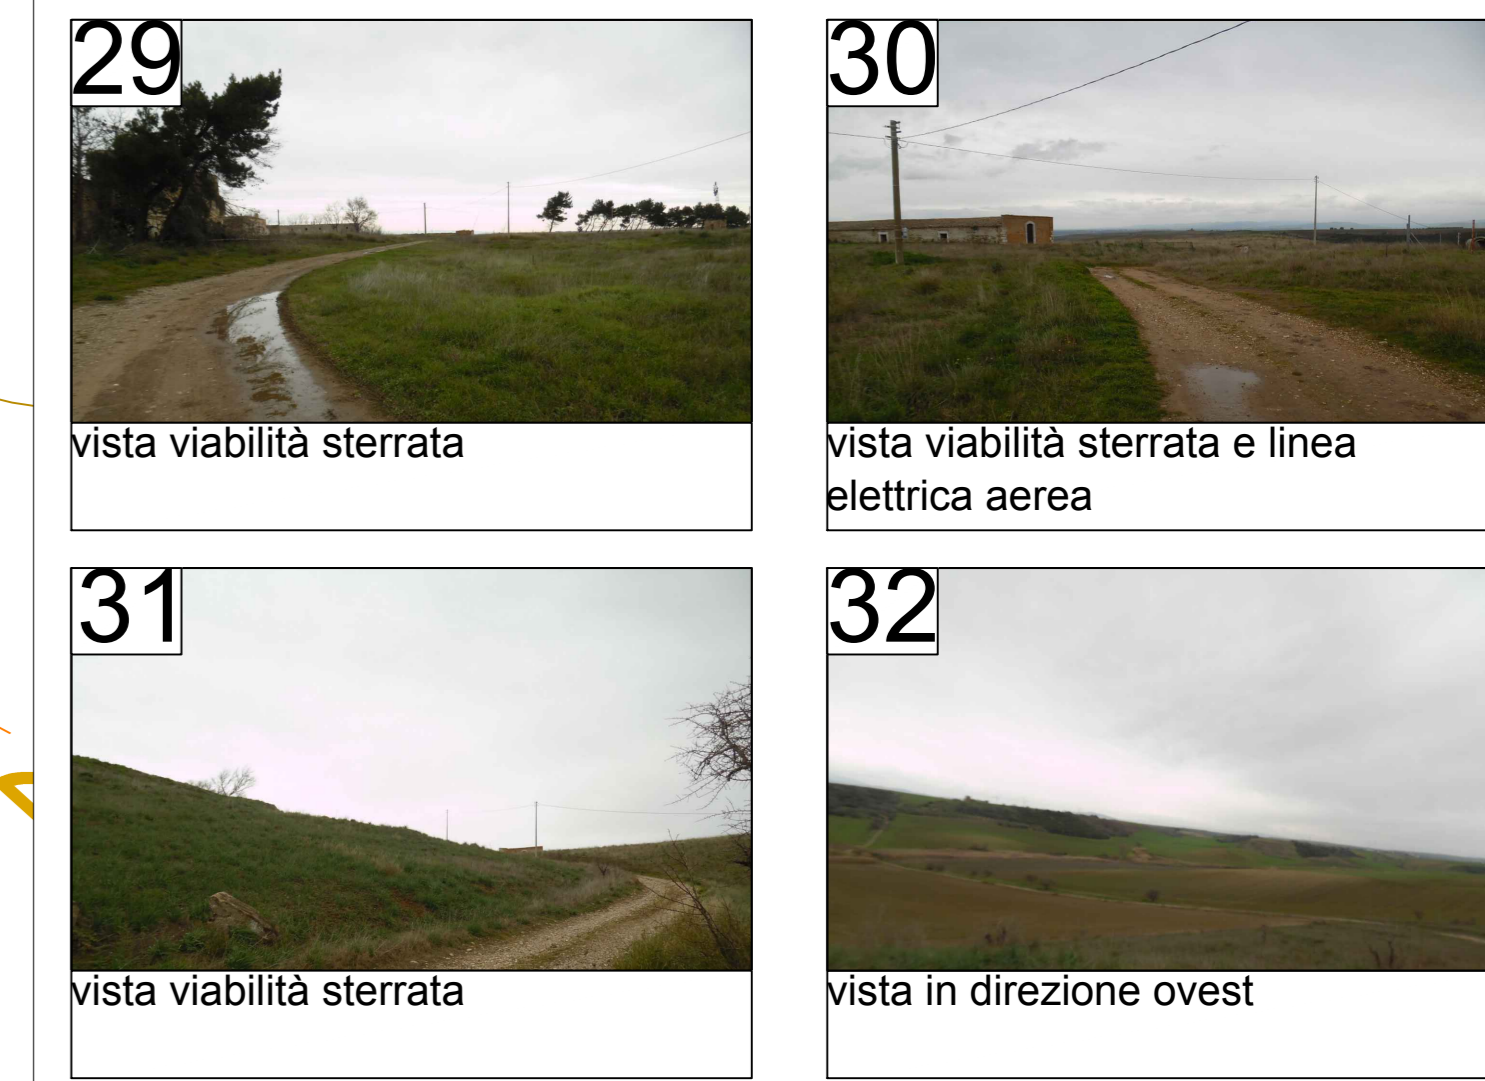 29
30
vista viabilità sterrata
vista viabilità sterrata e linea
elettrica aerea
31
32
vista viabilità sterrata
vista in direzione ovest